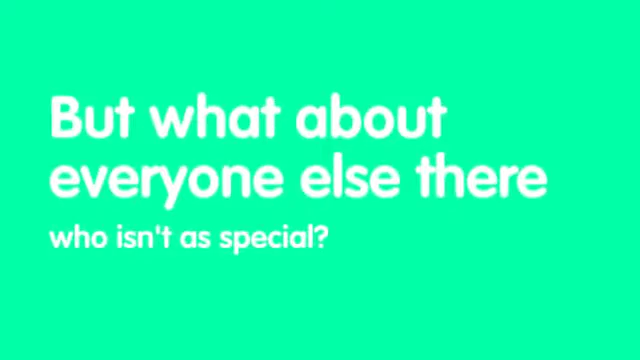 But what about
everyone else there
who isn't as special?